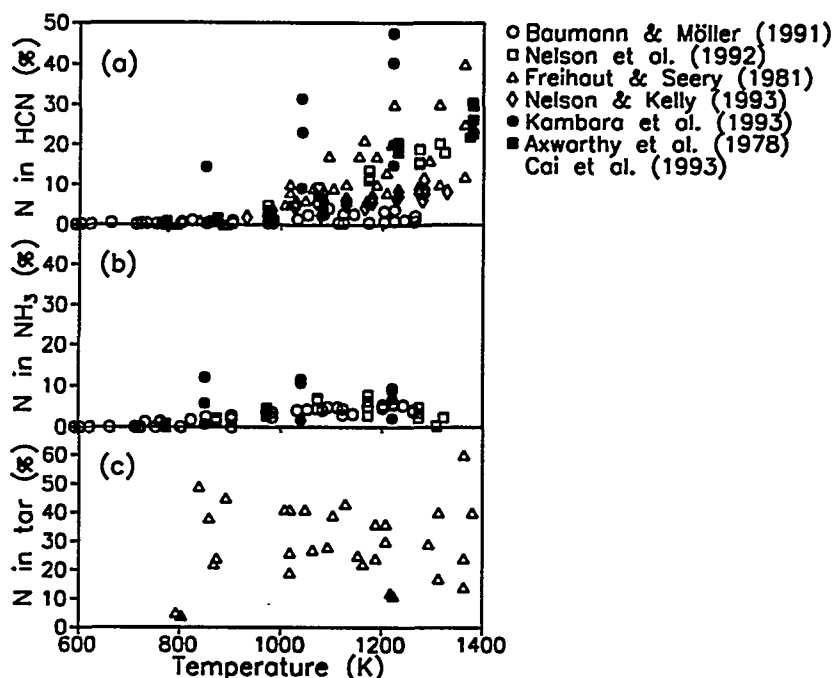 50
40
30
20
10
0
N in HCN (%)
(a)
40
30
20
10
0
N in NH3 (%)
(b)
60
50
40
30
20
10
0
N in tar (%)
(c)
600 800 1000 1200 1400
Temperature (K)
Baumann & Möller (1991)
Nelson et al. (1992)
Freihaut & Seery (1981)
Nelson & Kelly (1993)
Kambara et al. (1993)
Axworthy et al. (1978)
Cai et al. (1993)